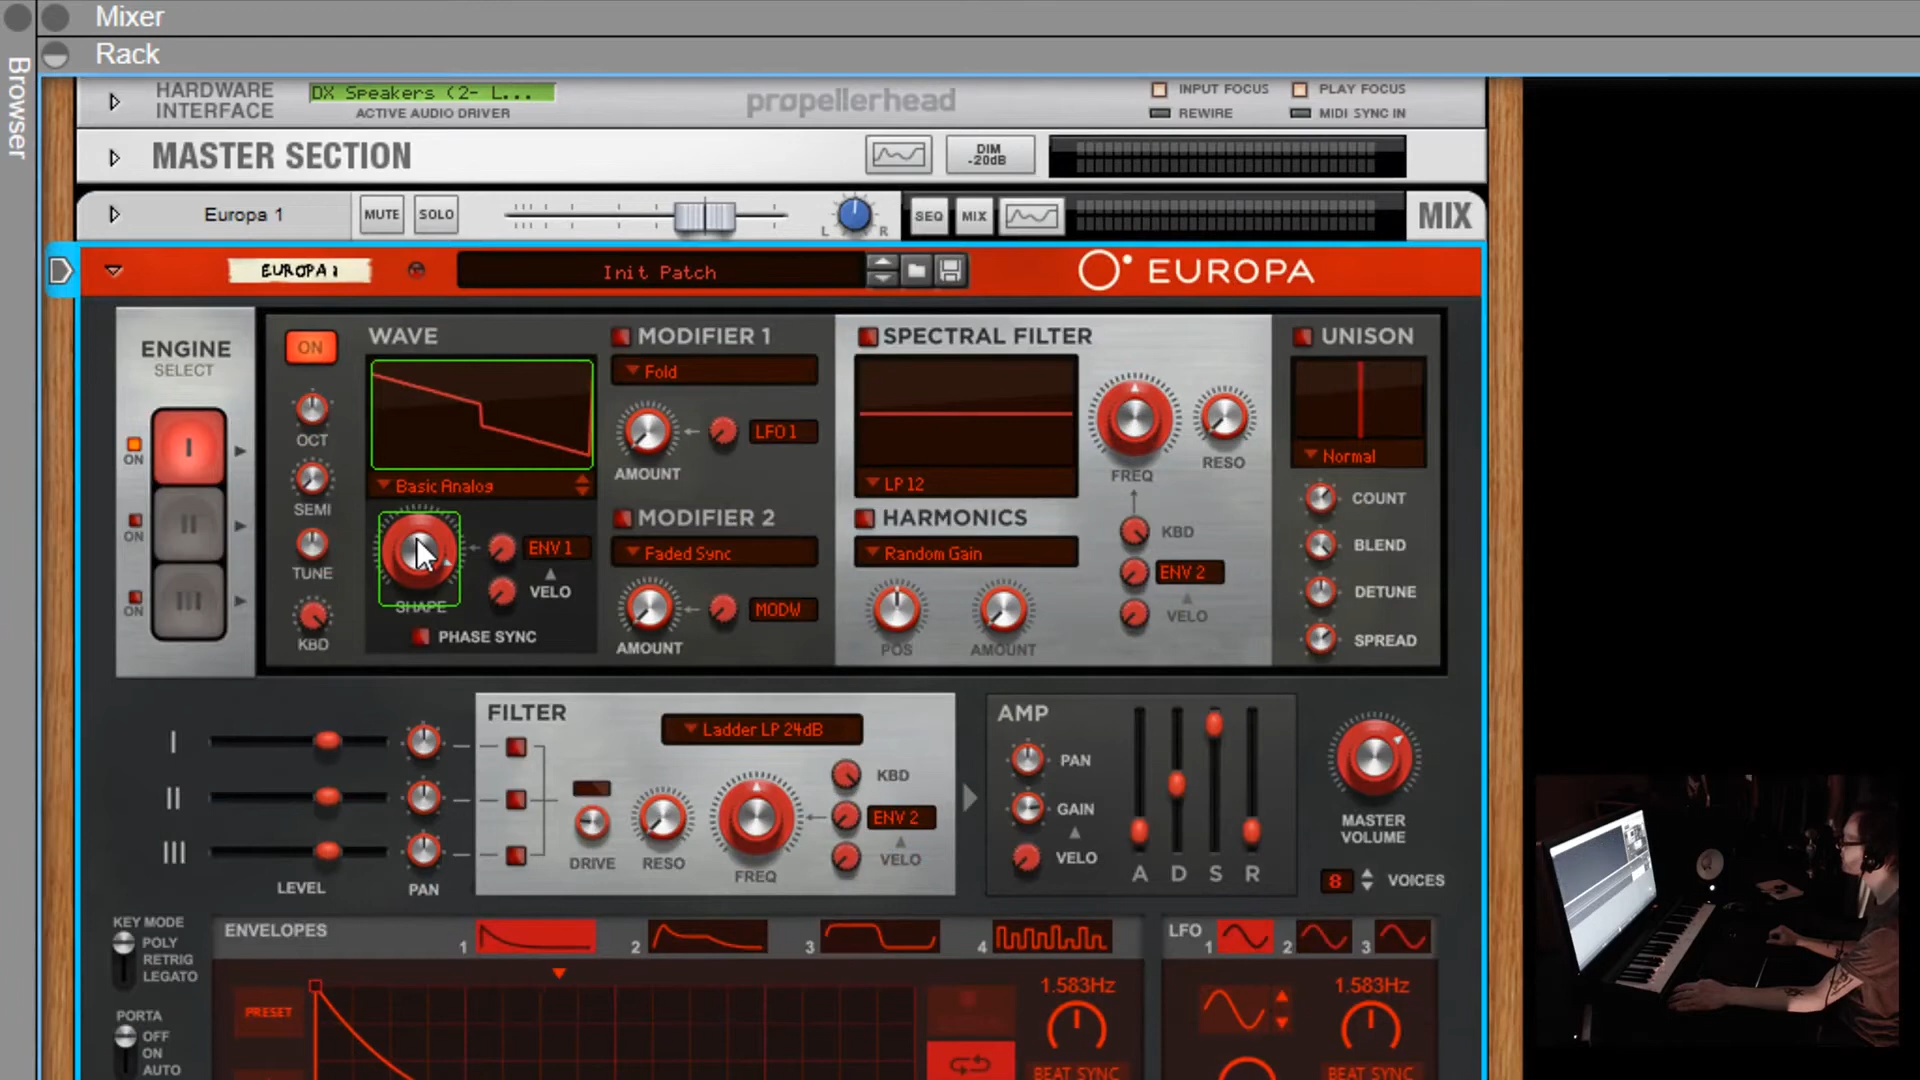 Mixer
Rack
Browser
HARDWARE INTERFACE
DX Speakers (2- L...
ACTIVE AUDIO DRIVER
propellerhead
INPUT FOCUS
PLAY FOCUS
REWIRE
MIDI SYNC IN
MASTER SECTION
DIM -20dB
Europa 1
MUTE
SOLO
L
R
SEQ
MIX
MIX
EUROPA 1
Init Patch
EUROPA
ENGINE
SELECT
ON
I
ON
II
ON
III
ON
OCT
SEMI
TUNE
KBD
WAVE
Basic Analog
SHAPE
ENV 1
VELO
PHASE SYNC
MODIFIER 1
Fold
LFO 1
AMOUNT
MODIFIER 2
Faded Sync
MODW
AMOUNT
SPECTRAL FILTER
LP 12
FREQ
RESO
KBD
ENV 2
VELO
HARMONICS
Random Gain
POS
AMOUNT
UNISON
Normal
COUNT
BLEND
DETUNE
SPREAD
I
II
III
LEVEL
PAN
FILTER
Ladder LP 24dB
DRIVE
RESO
FREQ
KBD
ENV 2
VELO
AMP
PAN
GAIN
VELO
A D S R
MASTER VOLUME
8
VOICES
KEY MODE
POLY
RETRIG
LEGATO
PORTA
OFF
ON
AUTO
ENVELOPES
1
2
3
4
PRESET
1.583Hz
BEAT SYNC
LFO
1
2
3
1.583Hz
BEAT SYNC